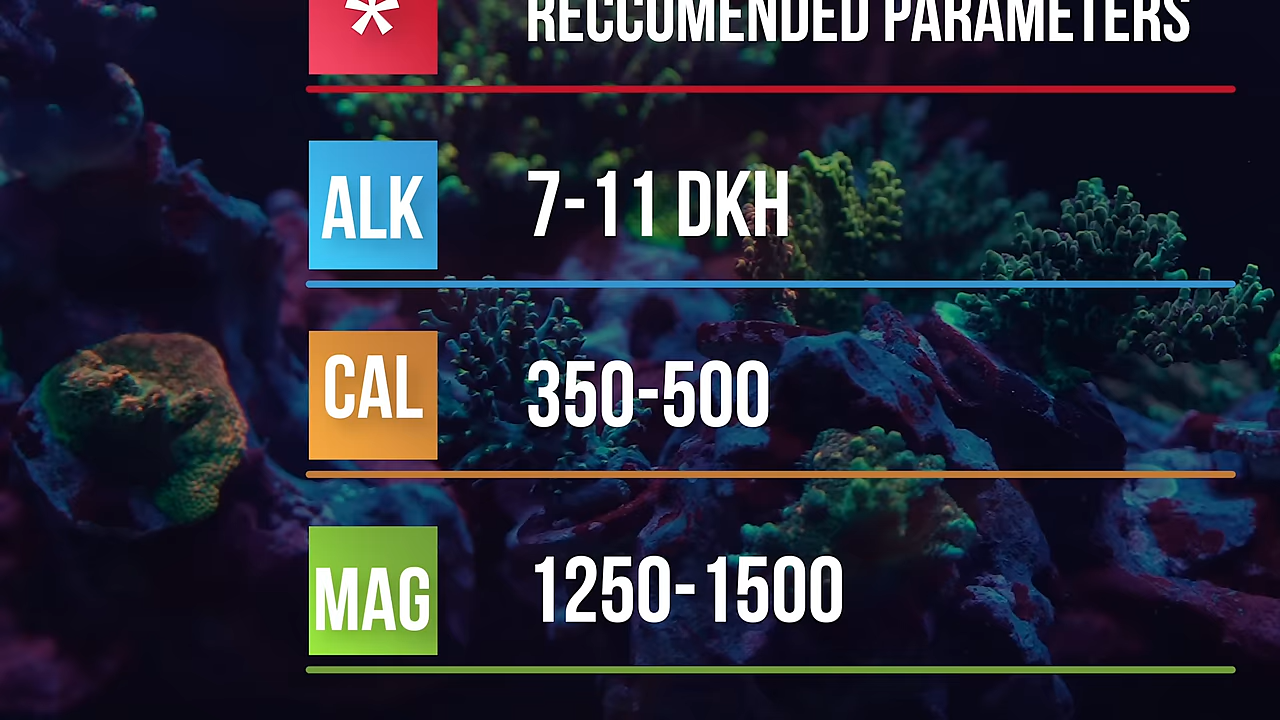 * RECCOMENDED PARAMETERS
ALK 7-11 DKH
CAL 350-500
MAG 1250-1500